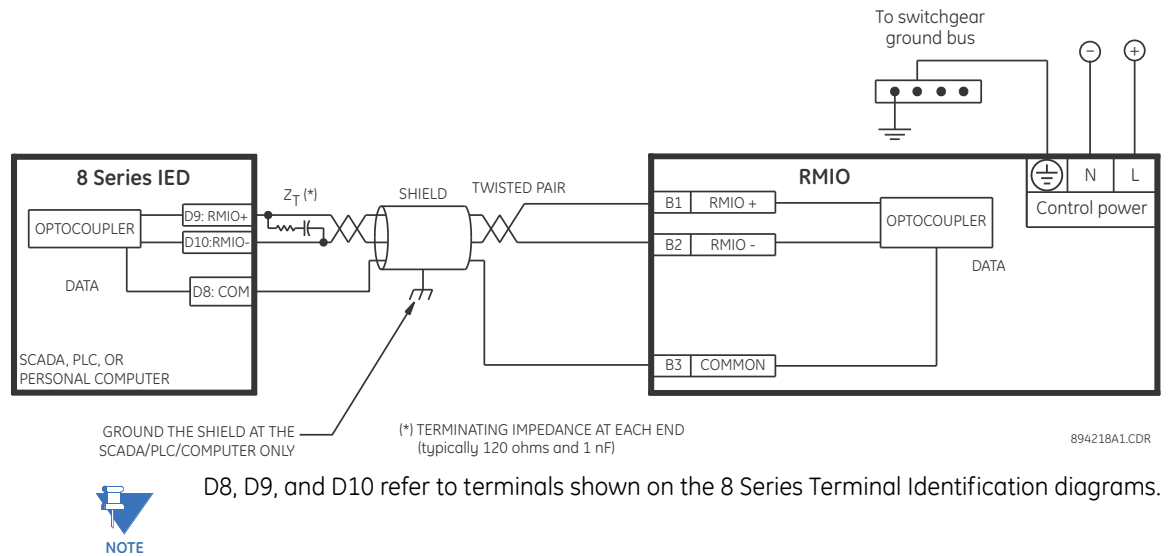 To switchgear
ground bus
−
+
8 Series IED
RMIO
N
L
Control power
OPTOCOUPLER
DATA
D9: RMIO+
D10:RMIO-
D8: COM
SCADA, PLC, OR
PERSONAL COMPUTER
ZT (*)
SHIELD
TWISTED PAIR
B1 RMIO +
B2 RMIO -
B3 COMMON
OPTOCOUPLER
DATA
GROUND THE SHIELD AT THE
SCADA/PLC/COMPUTER ONLY
(*) TERMINATING IMPEDANCE AT EACH END
(typically 120 ohms and 1 nF)
894218A1.CDR
D8, D9, and D10 refer to terminals shown on the 8 Series Terminal Identification diagrams.
NOTE